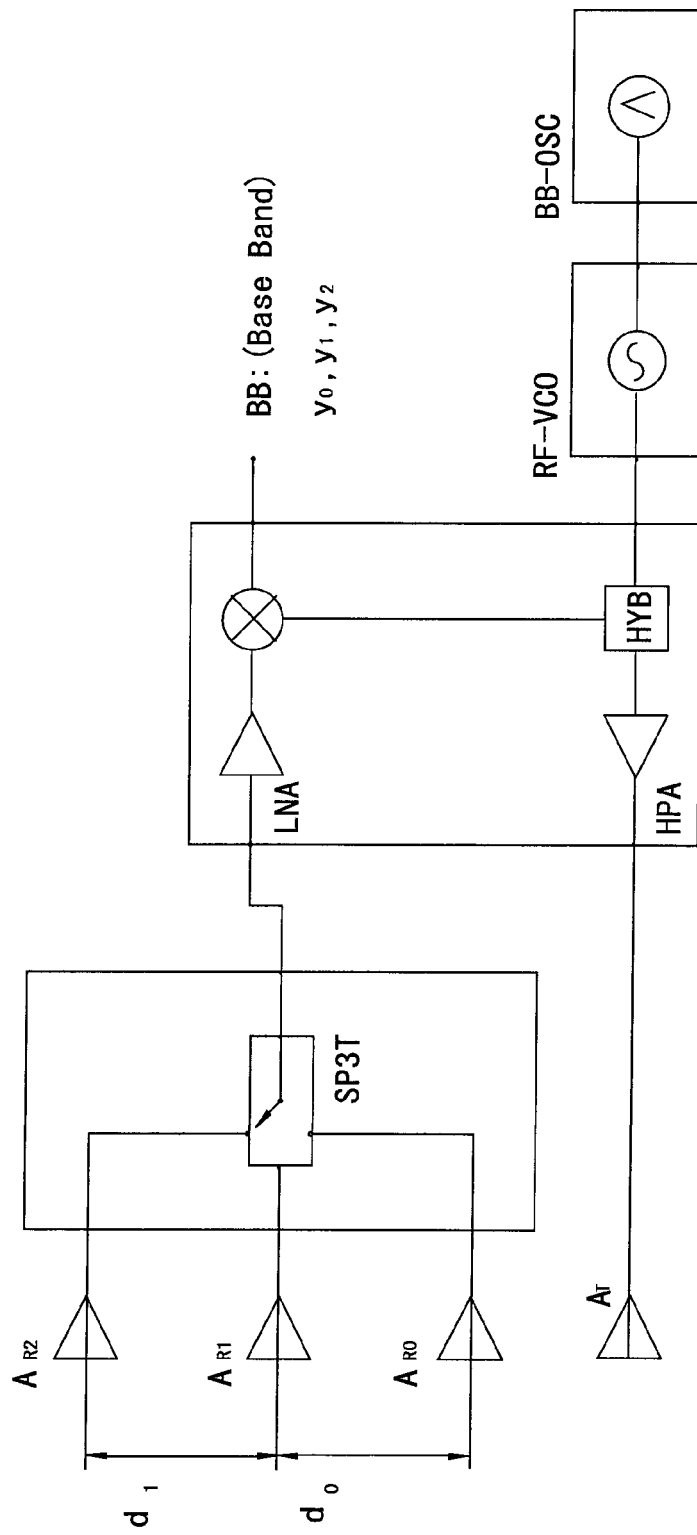 A R2
A R1
A R0
AT
d 1
d 0
SP3T
LNA
HPA
HYB
BB: (Base Band)
y0, y1, y2
RF-VCO
BB-OSC